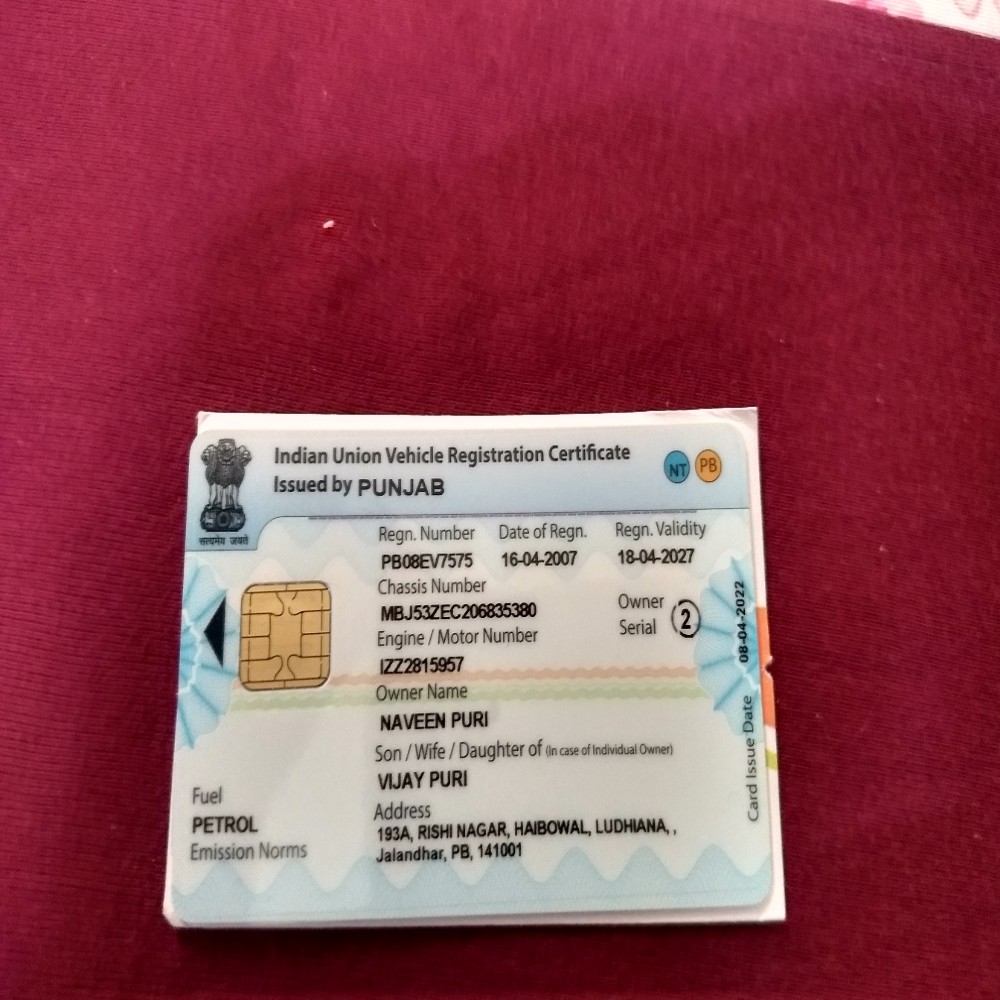 Indian Union Vehicle Registration Certificate
Issued by PUNJAB
NT PB
सत्यमेव जयते
Regn. Number Date of Regn. Regn. Validity
PB08EV7575 16-04-2007 18-04-2027
Chassis Number
MBJ53ZEC206835380
Owner Serial 2
Engine / Motor Number
IZZ2815957
Owner Name
NAVEEN PURI
Son / Wife / Daughter of (In case of Individual Owner)
VIJAY PURI
Address
193A, RISHI NAGAR, HAIBOWAL, LUDHIANA, ,
Jalandhar, PB, 141001
Fuel
PETROL
Emission Norms
Card Issue Date 08-04-2022